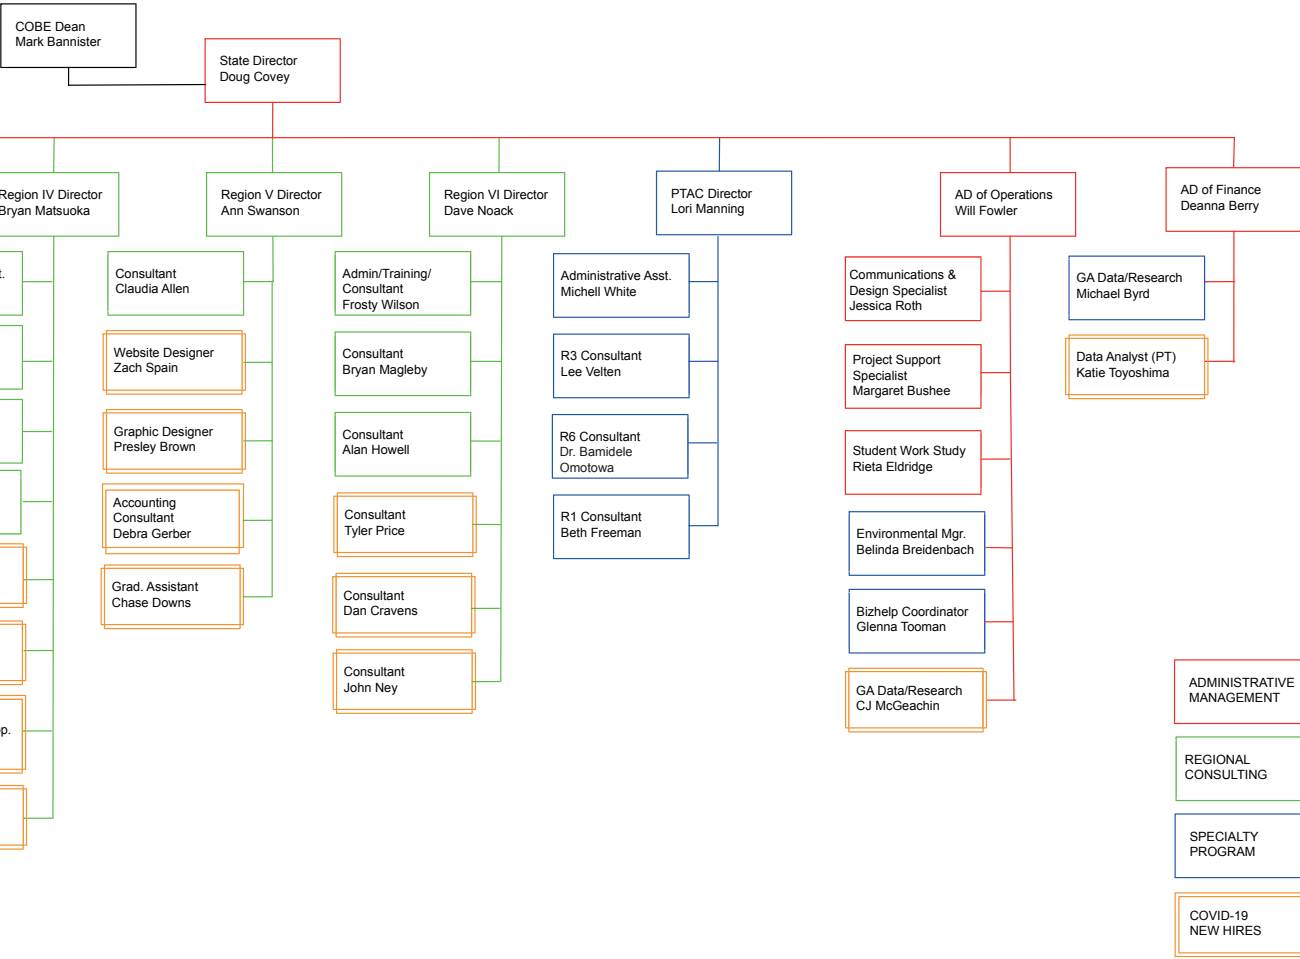 COBE Dean
Mark Bannister
State Director
Doug Covey
Region IV Director
Bryan Matsuoka
Region V Director
Ann Swanson
Region VI Director
Dave Noack
PTAC Director
Lori Manning
AD of Operations
Will Fowler
AD of Finance
Deanna Berry
t.
p.
Consultant
Claudia Allen
Website Designer
Zach Spain
Graphic Designer
Presley Brown
Accounting
Consultant
Debra Gerber
Grad. Assistant
Chase Downs
Admin/Training/
Consultant
Frosty Wilson
Consultant
Bryan Magleby
Consultant
Alan Howell
Consultant
Tyler Price
Consultant
Dan Cravens
Consultant
John Ney
Administrative Asst.
Michell White
R3 Consultant
Lee Velten
R6 Consultant
Dr. Bamidele
Omotowa
R1 Consultant
Beth Freeman
Communications &
Design Specialist
Jessica Roth
Project Support
Specialist
Margaret Bushee
Student Work Study
Rieta Eldridge
Environmental Mgr.
Belinda Breidenbach
Bizhelp Coordinator
Glenna Tooman
GA Data/Research
CJ McGeachin
GA Data/Research
Michael Byrd
Data Analyst (PT)
Katie Toyoshima
ADMINISTRATIVE
MANAGEMENT
REGIONAL
CONSULTING
SPECIALTY
PROGRAM
COVID-19
NEW HIRES